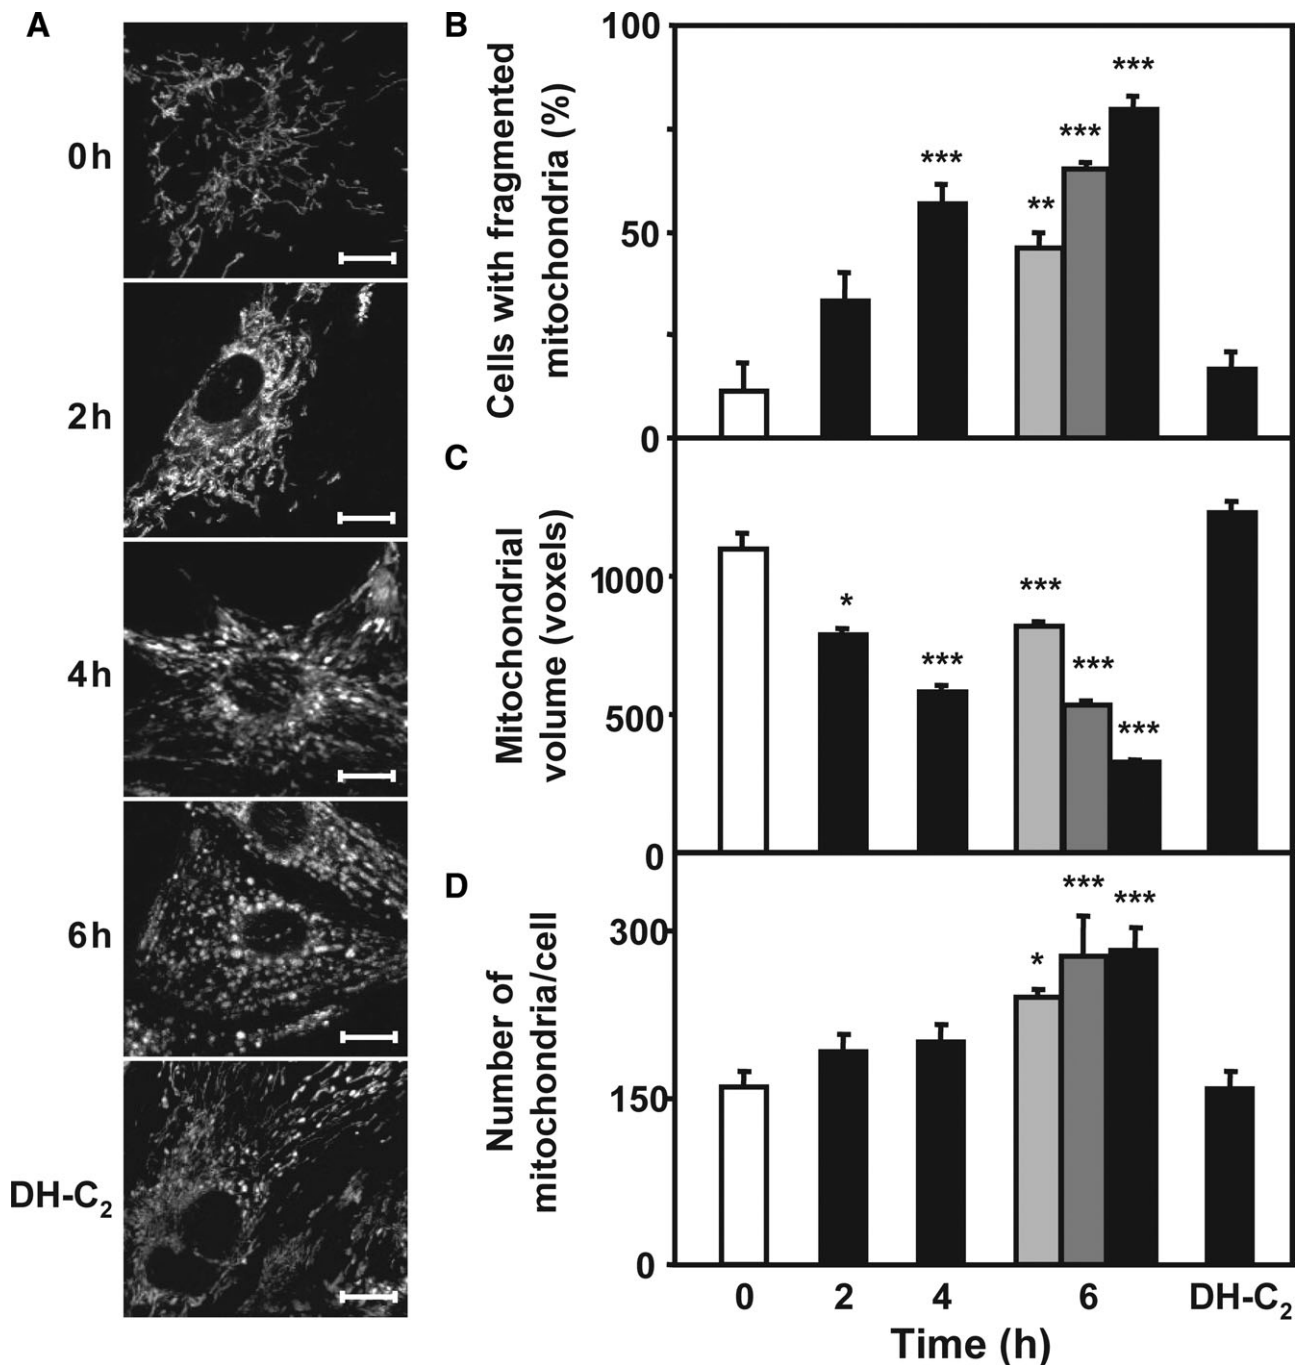 A
0h
2h
4h
6h
DH-C₂
B
Cells with fragmented
mitochondria (%)
100
50
0
***
**
***
***
C
Mitochondrial
volume (voxels)
1000
500
0
*
***
***
***
***
D
Number of
mitochondria/cell
300
150
0
*
***
***
0 2 4 6 DH-C₂
Time (h)